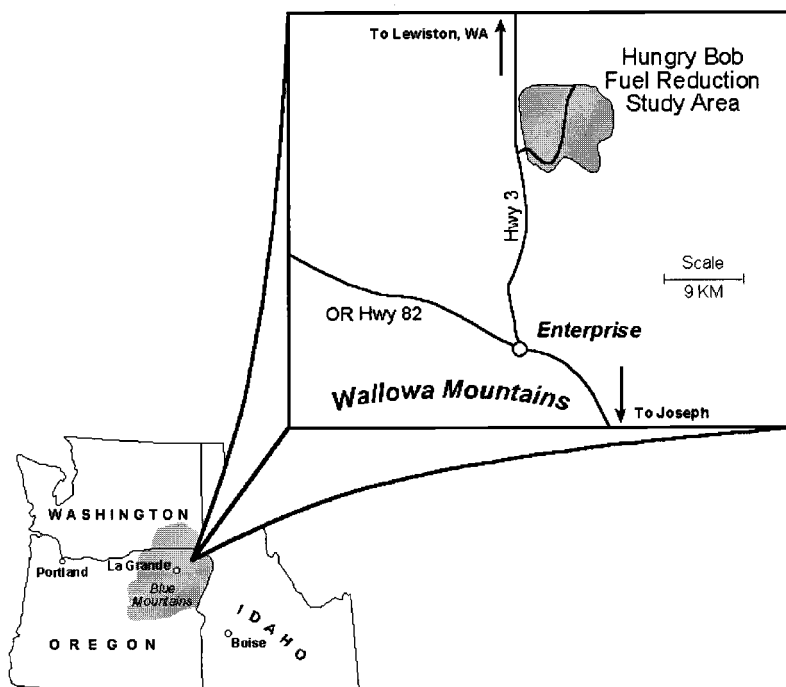 To Lewiston, WA
Hungry Bob
Fuel Reduction
Study Area
Hwy 3
Scale
9 KM
OR Hwy 82
Enterprise
Wallowa Mountains
To Joseph
WASHINGTON
Portland
La Grande
Blue
Mountains
OREGON
IDAHO
Boise